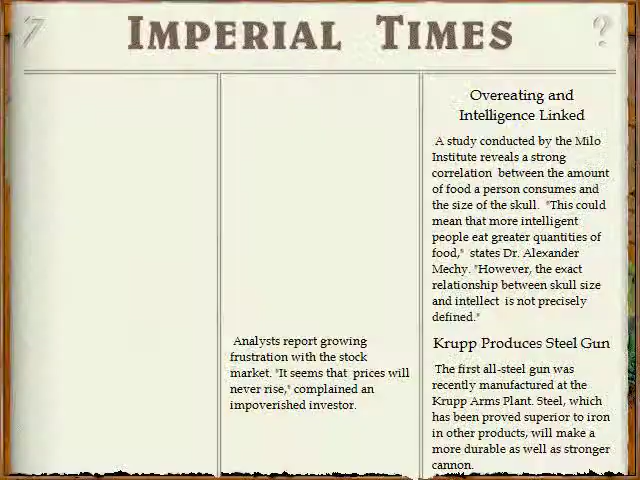 7
IMPERIAL TIMES
?
Analysts report growing
frustration with the stock
market. "It seems that prices will
never rise," complained an
impoverished investor.
Overeating and
Intelligence Linked
A study conducted by the Milo
Institute reveals a strong
correlation between the amount
of food a person consumes and
the size of the skull. "This could
mean that more intelligent
people eat greater quantities of
food," states Dr. Alexander
Mechy. "However, the exact
relationship between skull size
and intellect is not precisely
defined."
Krupp Produces Steel Gun
The first all-steel gun was
recently manufactured at the
Krupp Arms Plant. Steel, which
has been proved superior to iron
in other products, will make a
more durable as well as stronger
cannon.